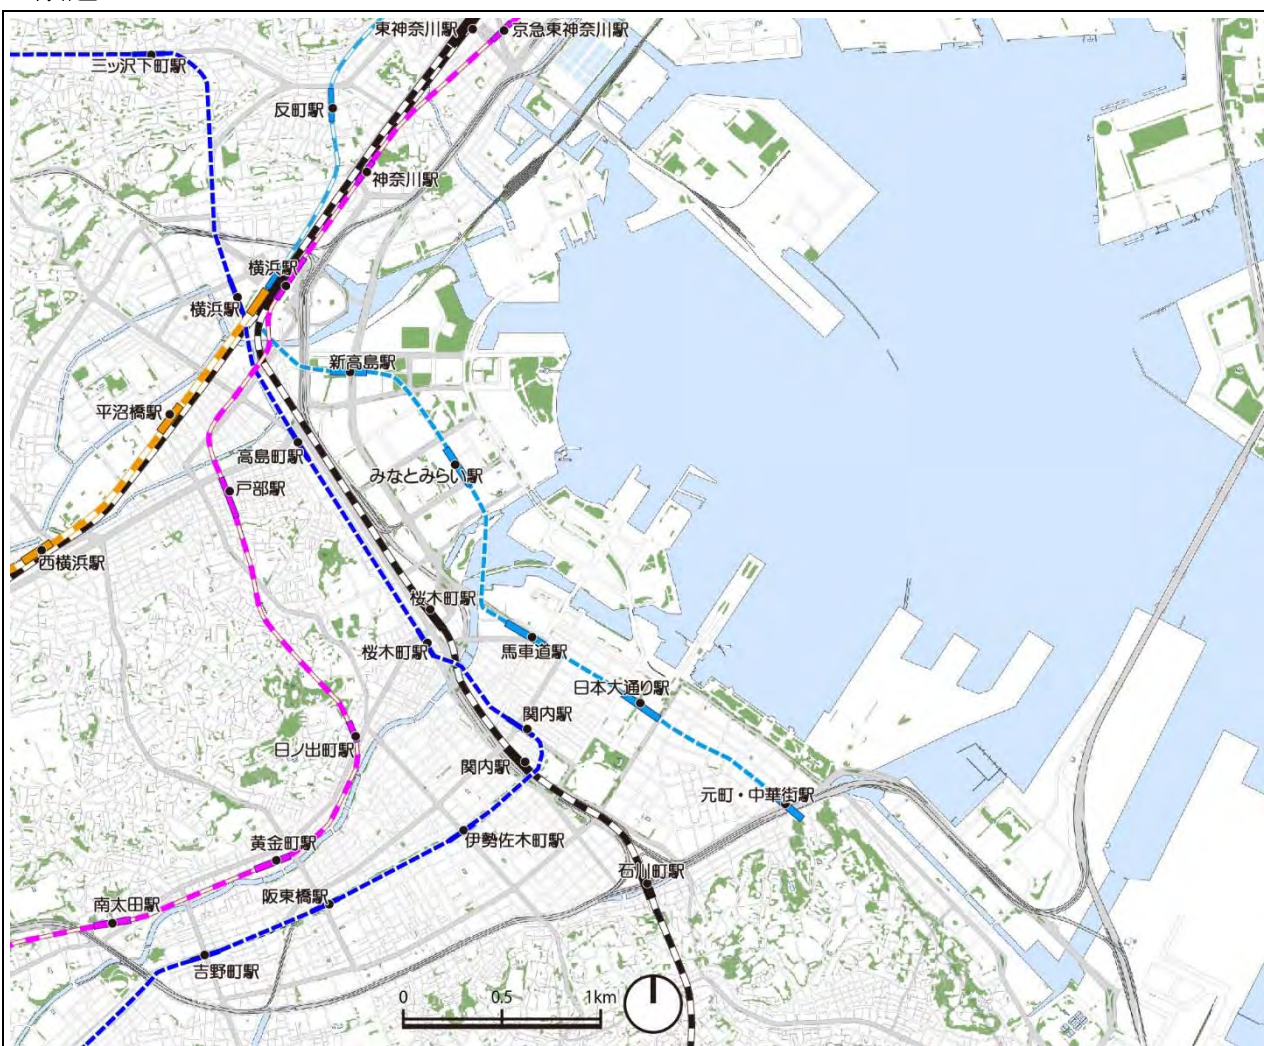 東神奈川駅
京急東神奈川駅
三ッ沢下町駅
反町駅
神奈川駅
横浜駅
横浜駅
新高島駅
平沼橋駅
高島町駅
みなとみらい駅
戸部駅
西横浜駅
桜木町駅
桜木町駅
馬車道駅
日本大通り駅
関内駅
日ノ出町駅
関内駅
元町・中華街駅
伊勢佐木町駅
黄金町駅
石川町駅
阪東橋駅
南太田駅
吉野町駅
0 0.5 1km